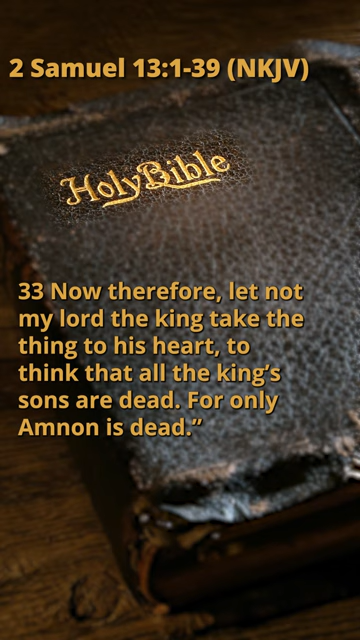 2 Samuel 13:1-39 (NKJV)
Holy Bible
33 Now therefore, let not
my lord the king take the
thing to his heart, to
think that all the king’s
sons are dead. For only
Amnon is dead.”